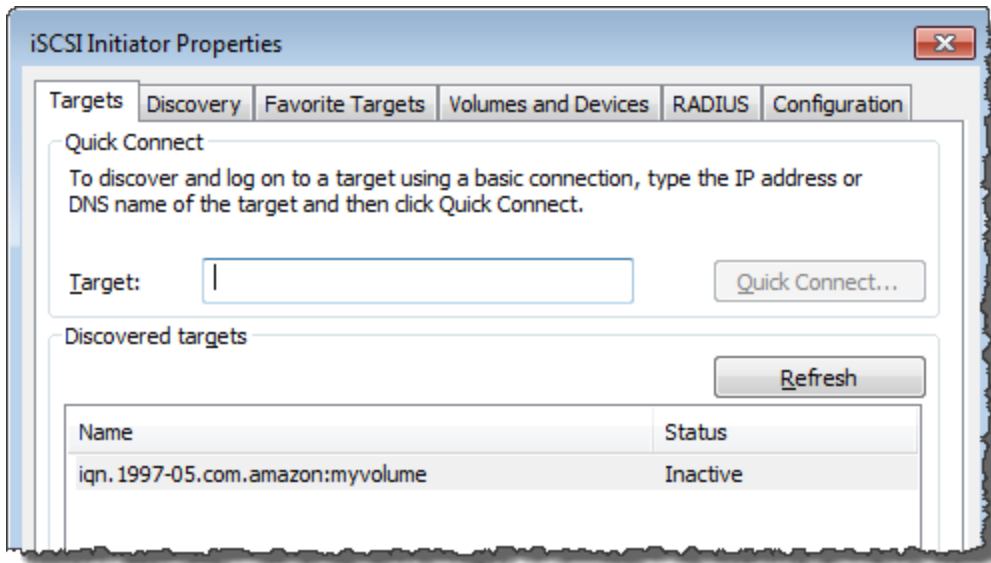 iSCSI Initiator Properties
Targets Discovery Favorite Targets Volumes and Devices RADIUS Configuration
Quick Connect
To discover and log on to a target using a basic connection, type the IP address or
DNS name of the target and then click Quick Connect.
Target: Quick Connect...
Discovered targets
Refresh
Name Status
iqn.1997-05.com.amazon:myvolume Inactive